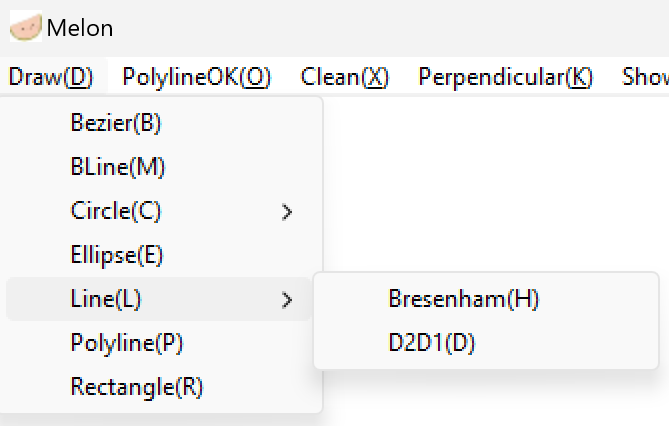 Melon
Draw(D) PolylineOK(O) Clean(X) Perpendicular(K) Show
Bezier(B)
BLine(M)
Circle(C)
Ellipse(E)
Line(L)
Bresenham(H)
Polyline(P)
D2D1(D)
Rectangle(R)